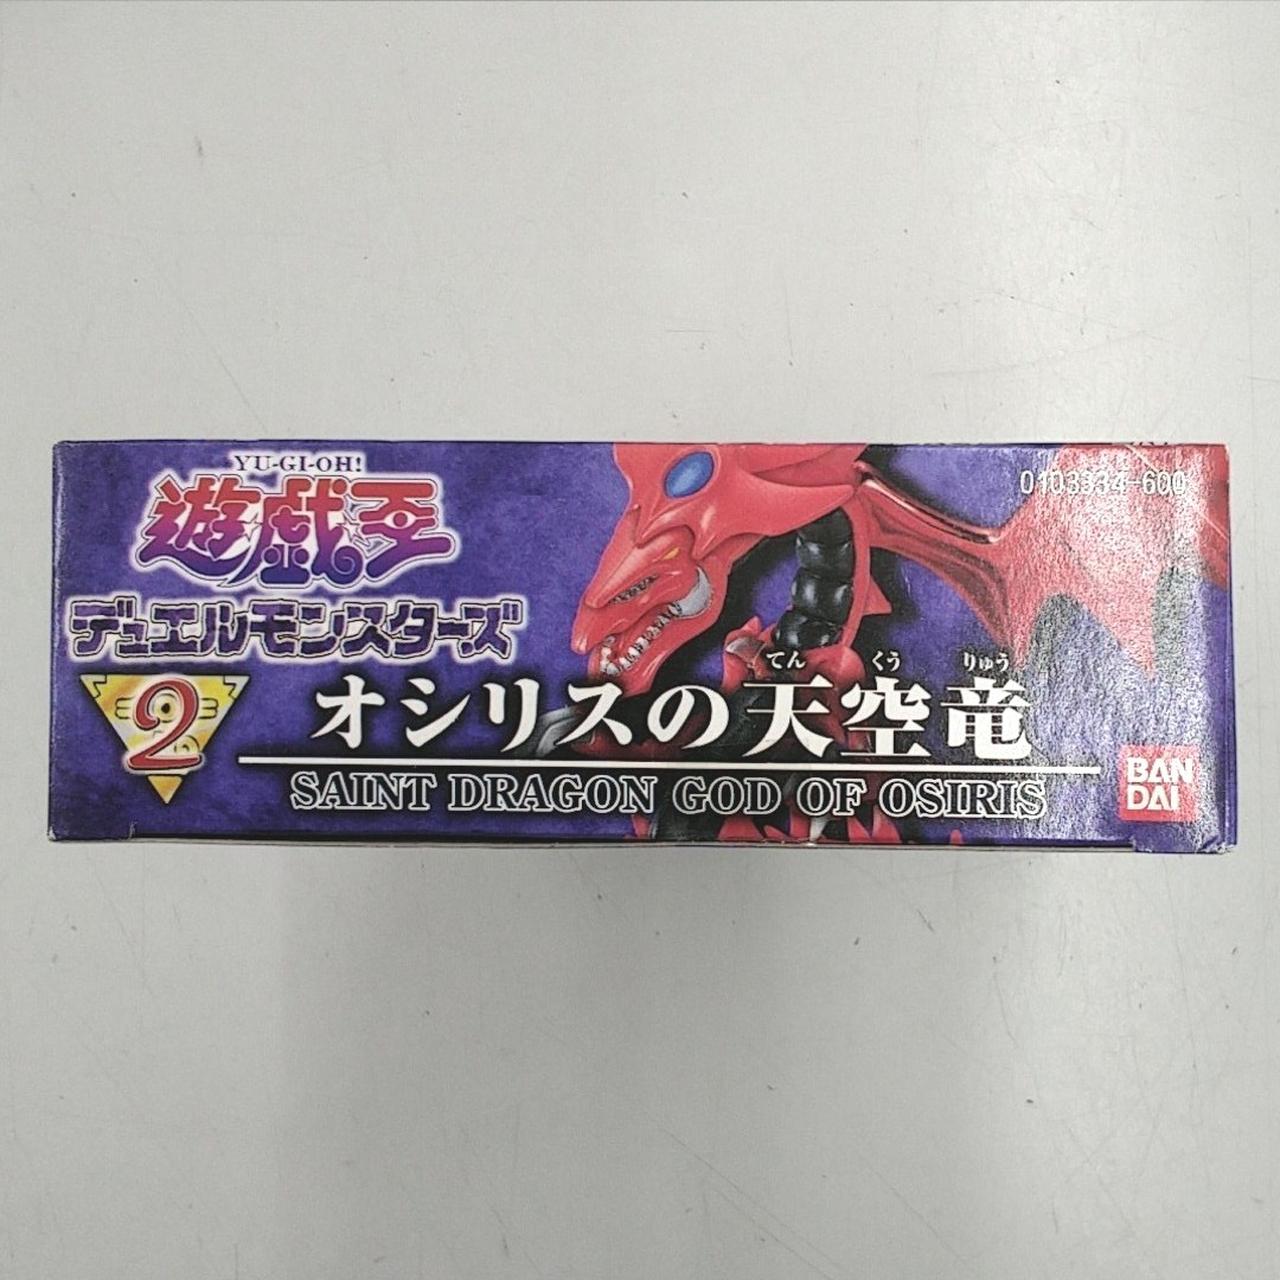 YU-GI-OH!
遊戯王
デュエルモンスターズ
0103334-600
2
てん くう りゅう
オシリスの天空竜
SAINT DRAGON GOD OF OSIRIS
BAN
DAI